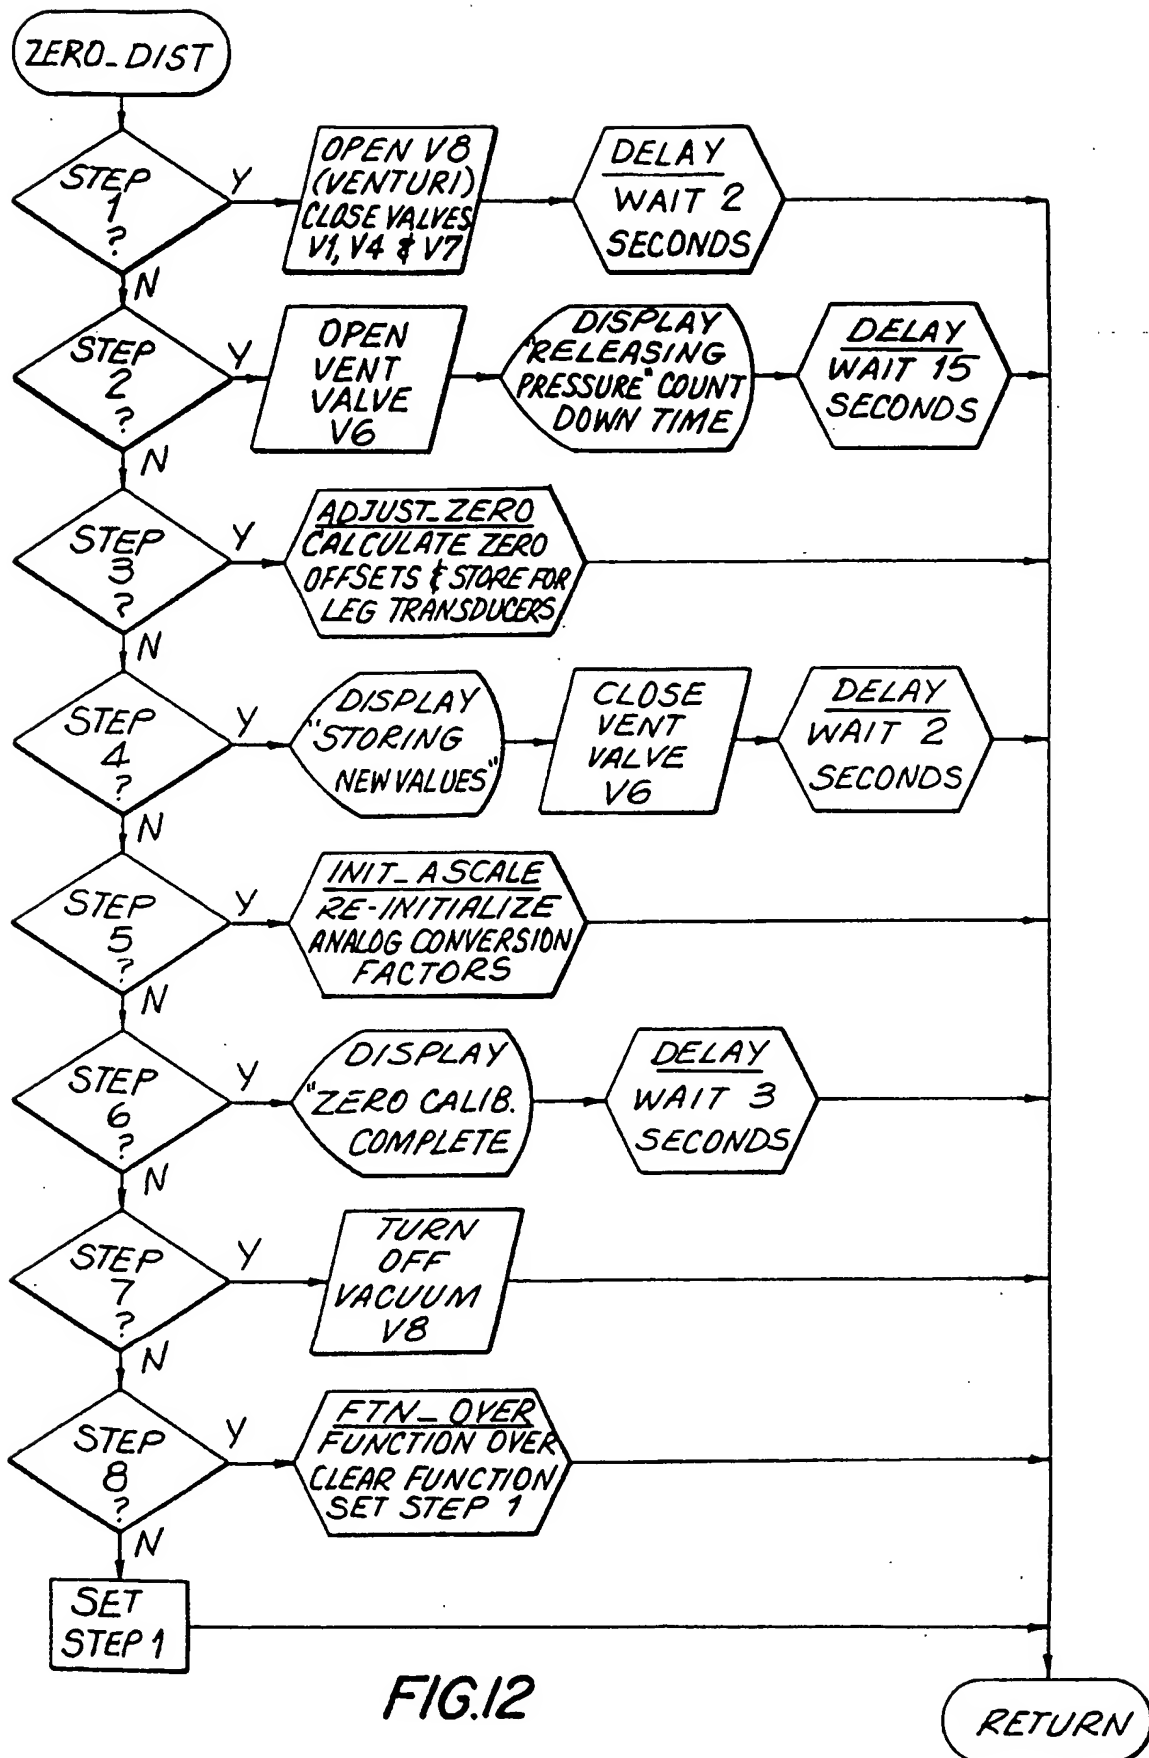 ZERO_DIST
STEP
1
?
Y
OPEN V8
(VENTURI)
CLOSE VALVES
V1, V4 & V7
DELAY
WAIT 2
SECONDS
N
STEP
2
?
Y
OPEN
VENT
VALVE
V6
DISPLAY
"RELEASING
PRESSURE" COUNT
DOWN TIME
DELAY
WAIT 15
SECONDS
N
STEP
3
?
Y
ADJUST_ZERO
CALCULATE ZERO
OFFSETS & STORE FOR
LEG TRANSDUCERS
N
STEP
4
?
Y
DISPLAY
"STORING
NEW VALUES"
CLOSE
VENT
VALVE
V6
DELAY
WAIT 2
SECONDS
N
STEP
5
?
Y
INIT_ASCALE
RE-INITIALIZE
ANALOG CONVERSION
FACTORS
N
STEP
6
?
Y
DISPLAY
"ZERO CALIB.
COMPLETE
DELAY
WAIT 3
SECONDS
N
STEP
7
?
Y
TURN
OFF
VACUUM
V8
N
STEP
8
?
Y
FTN_OVER
FUNCTION OVER
CLEAR FUNCTION
SET STEP 1
N
SET
STEP 1
RETURN
FIG.12